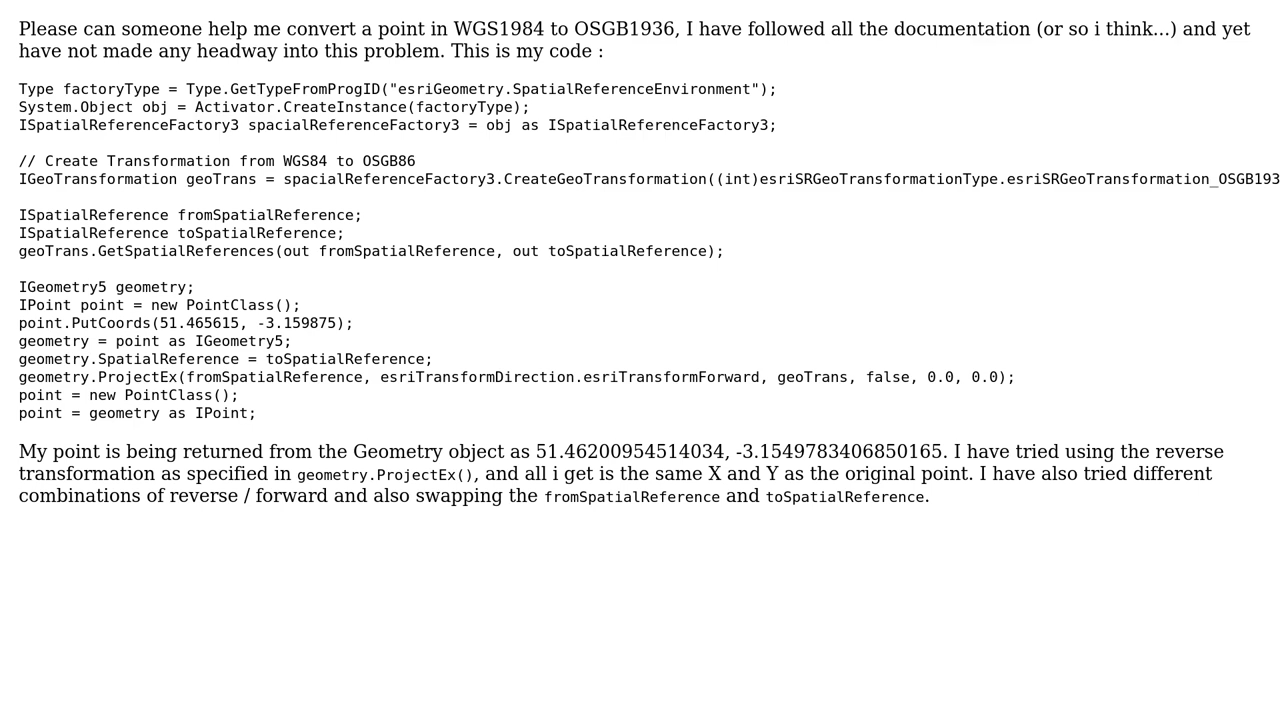 Please can someone help me convert a point in WGS1984 to OSGB1936, I have followed all the documentation (or so i think...) and yet
have not made any headway into this problem. This is my code :
Type factoryType = Type.GetTypeFromProgID("esriGeometry.SpatialReferenceEnvironment");
System.Object obj = Activator.CreateInstance(factoryType);
ISpatialReferenceFactory3 spacialReferenceFactory3 = obj as ISpatialReferenceFactory3;
// Create Transformation from WGS84 to OSGB86
IGeoTransformation geoTrans = spacialReferenceFactory3.CreateGeoTransformation((int)esriSRGeoTransformationType.esriSRGeoTransformation_OSGB193
ISpatialReference fromSpatialReference;
ISpatialReference toSpatialReference;
geoTrans.GetSpatialReferences(out fromSpatialReference, out toSpatialReference);
IGeometry5 geometry;
IPoint point = new PointClass();
point.PutCoords(51.465615, -3.159875);
geometry = point as IGeometry5;
geometry.SpatialReference = toSpatialReference;
geometry.ProjectEx(fromSpatialReference, esriTransformDirection.esriTransformForward, geoTrans, false, 0.0, 0.0);
point = new PointClass();
point = geometry as IPoint;
My point is being returned from the Geometry object as 51.46200954514034, -3.1549783406850165. I have tried using the reverse
transformation as specified in geometry.ProjectEx(), and all i get is the same X and Y as the original point. I have also tried different
combinations of reverse / forward and also swapping the fromSpatialReference and toSpatialReference.